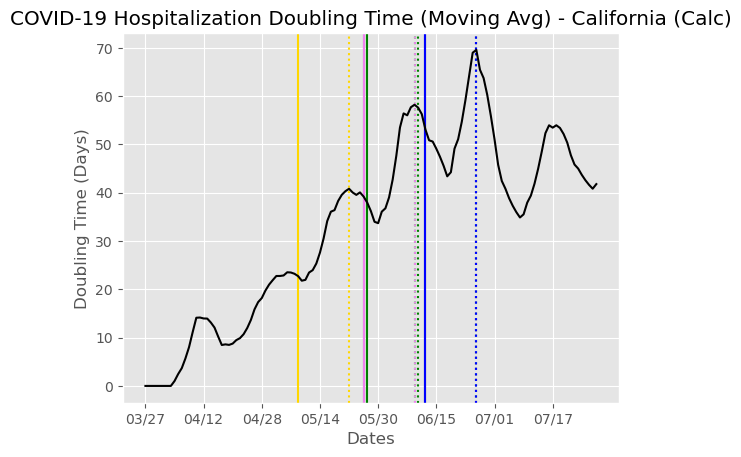 COVID-19 Hospitalization Doubling Time (Moving Avg) - California (Calc)
Doubling Time (Days)
70
60
50
40
30
20
10
0
03/27 04/12 04/28 05/14 05/30 06/15 07/01 07/17
Dates